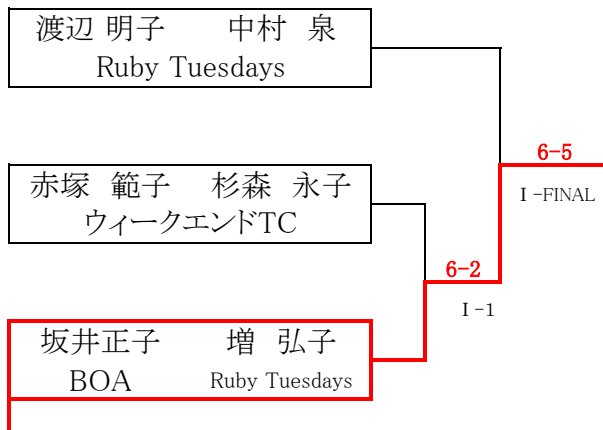 渡辺 明子 中村 泉
Ruby Tuesdays
6-5
赤塚 範子 杉森 永子
I-FINAL
ウィークエンドTC
6-2
I-1
坂井正子 増 弘子
BOA Ruby Tuesdays